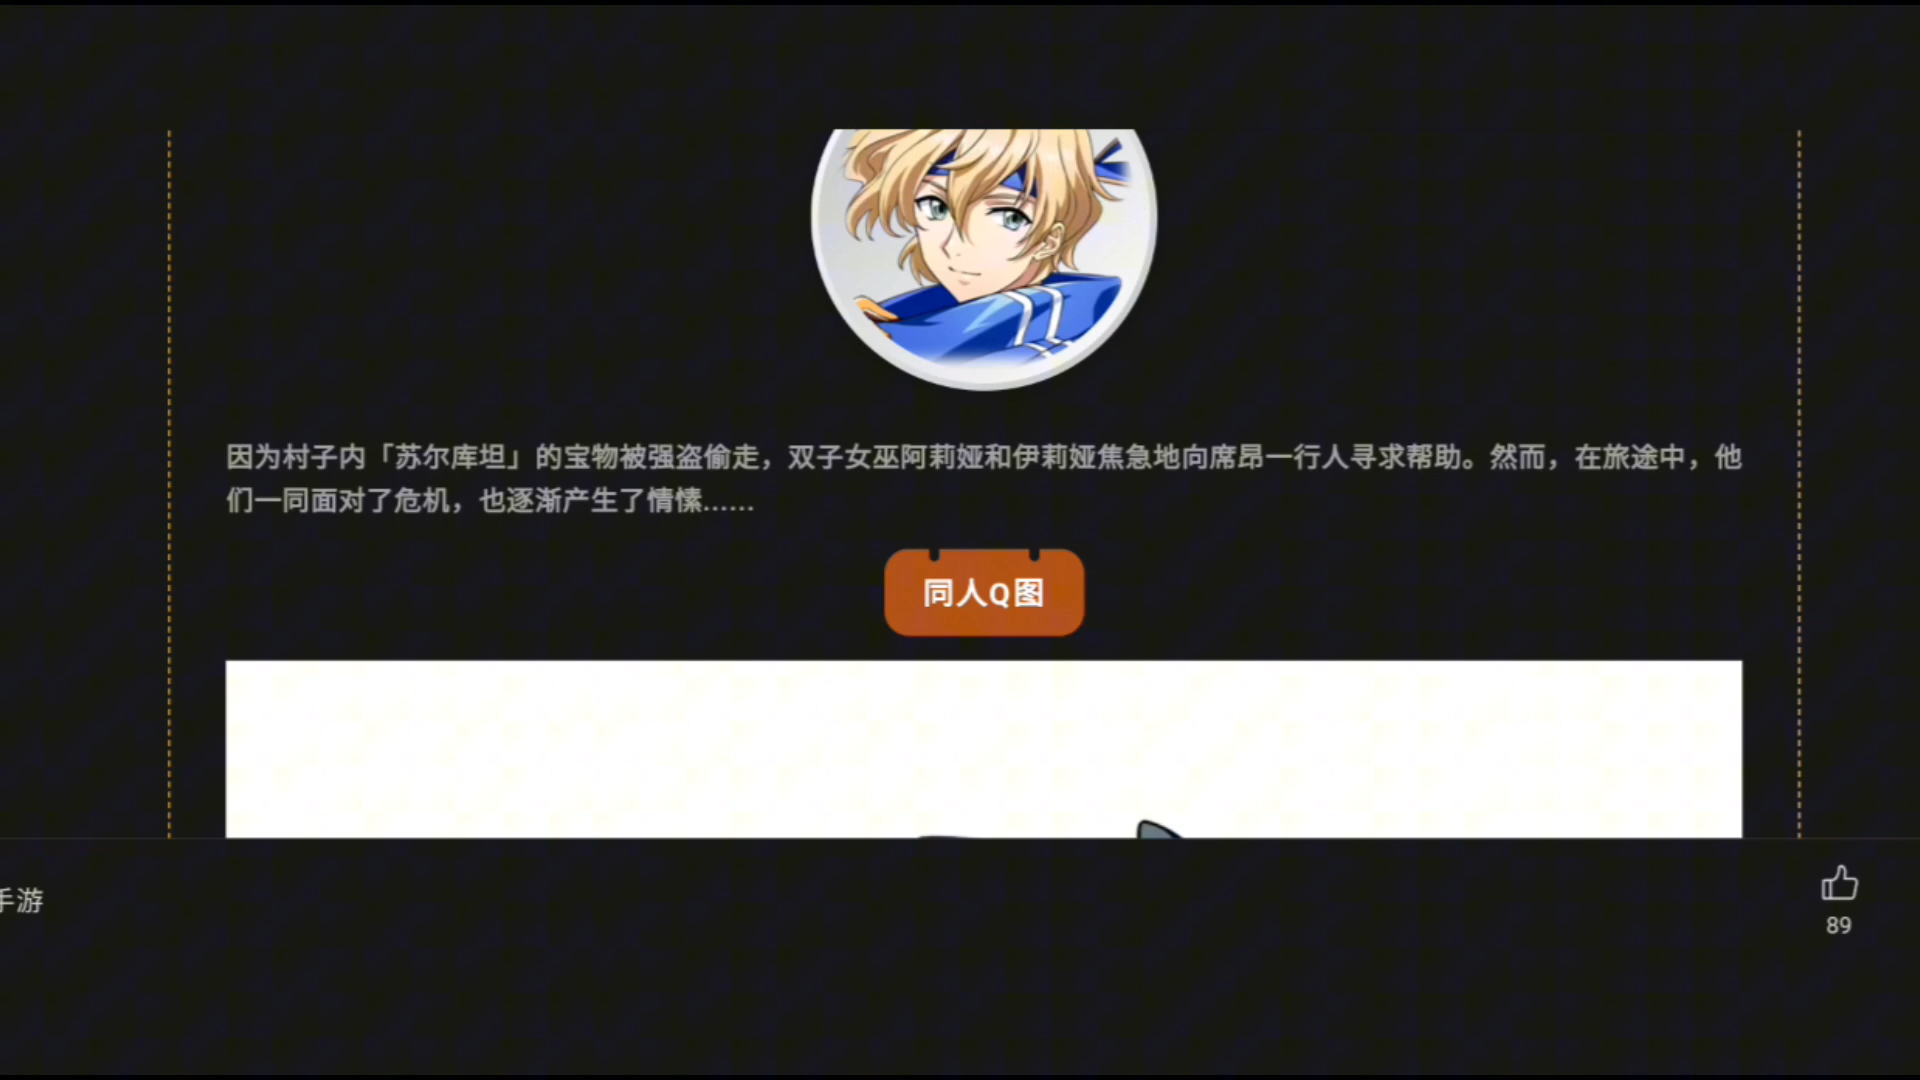 因为村子内「苏尔库坦」的宝物被强盗偷走，双子女巫阿莉娅和伊莉娅焦急地向席昂一行人寻求帮助。然而，在旅途中，他
们一同面对了危机，也逐渐产生了情愫……
同人Q图
手游
89